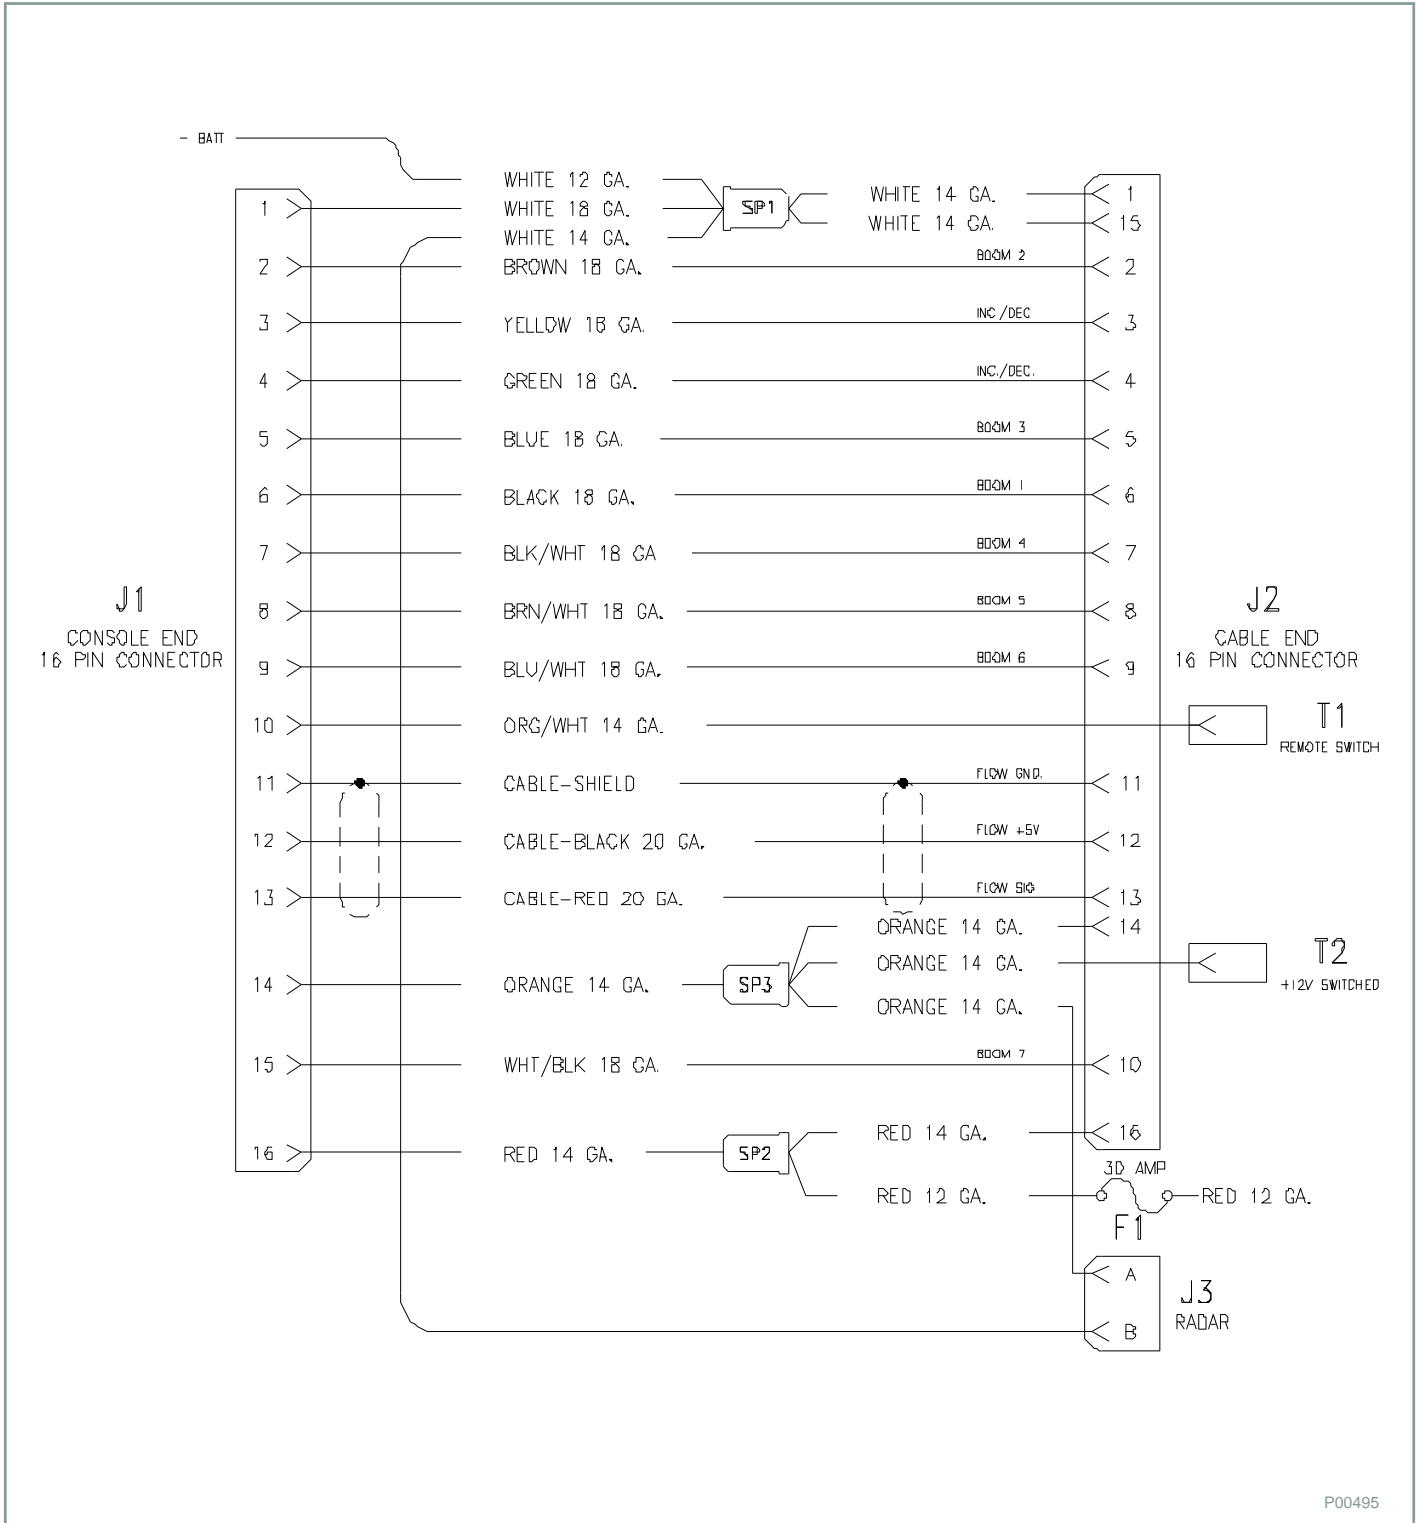 - BATT
WHITE 12 GA.
1 WHITE 18 GA. SP1 WHITE 14 GA. 1
WHITE 14 GA. WHITE 14 GA. 15
2 BROWN 18 GA. BOOM 2 2
3 YELLOW 18 GA. INC/DEC 3
4 GREEN 18 GA. INC./DEC. 4
5 BLUE 18 GA. BOOM 3 5
6 BLACK 18 GA. BOOM 1 6
7 BLK/WHT 18 GA BOOM 4 7
J1
CONSOLE END
16 PIN CONNECTOR
8 BRN/WHT 18 GA. BOOM 5 8
J2
CABLE END
16 PIN CONNECTOR
9 BLU/WHT 18 GA. BOOM 6 9
10 ORG/WHT 14 GA. T1
REMOTE SWITCH
11 CABLE-SHIELD FLOW GND. 11
12 CABLE-BLACK 20 GA. FLOW +5V 12
13 CABLE-RED 20 GA. FLOW SIG 13
ORANGE 14 GA. 14
ORANGE 14 GA. T2
+12V SWITCHED
14 ORANGE 14 GA. SP3
ORANGE 14 GA.
15 WHT/BLK 18 GA. BOOM 7 10
RED 14 GA. 16
16 RED 14 GA. SP2
30 AMP
RED 12 GA. RED 12 GA.
F1
A
J3
RADAR
B
P00495